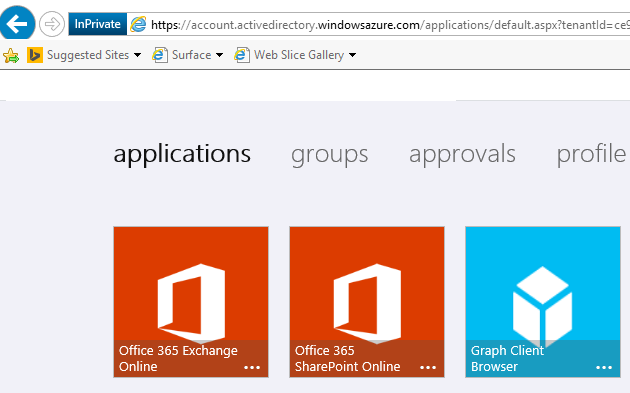 InPrivate https://account.activedirectory.windowsazure.com/applications/default.aspx?tenantId=ce9
Suggested Sites Surface Web Slice Gallery
applications groups approvals profile
Office 365 Exchange
Online
Office 365
SharePoint Online
Graph Client
Browser